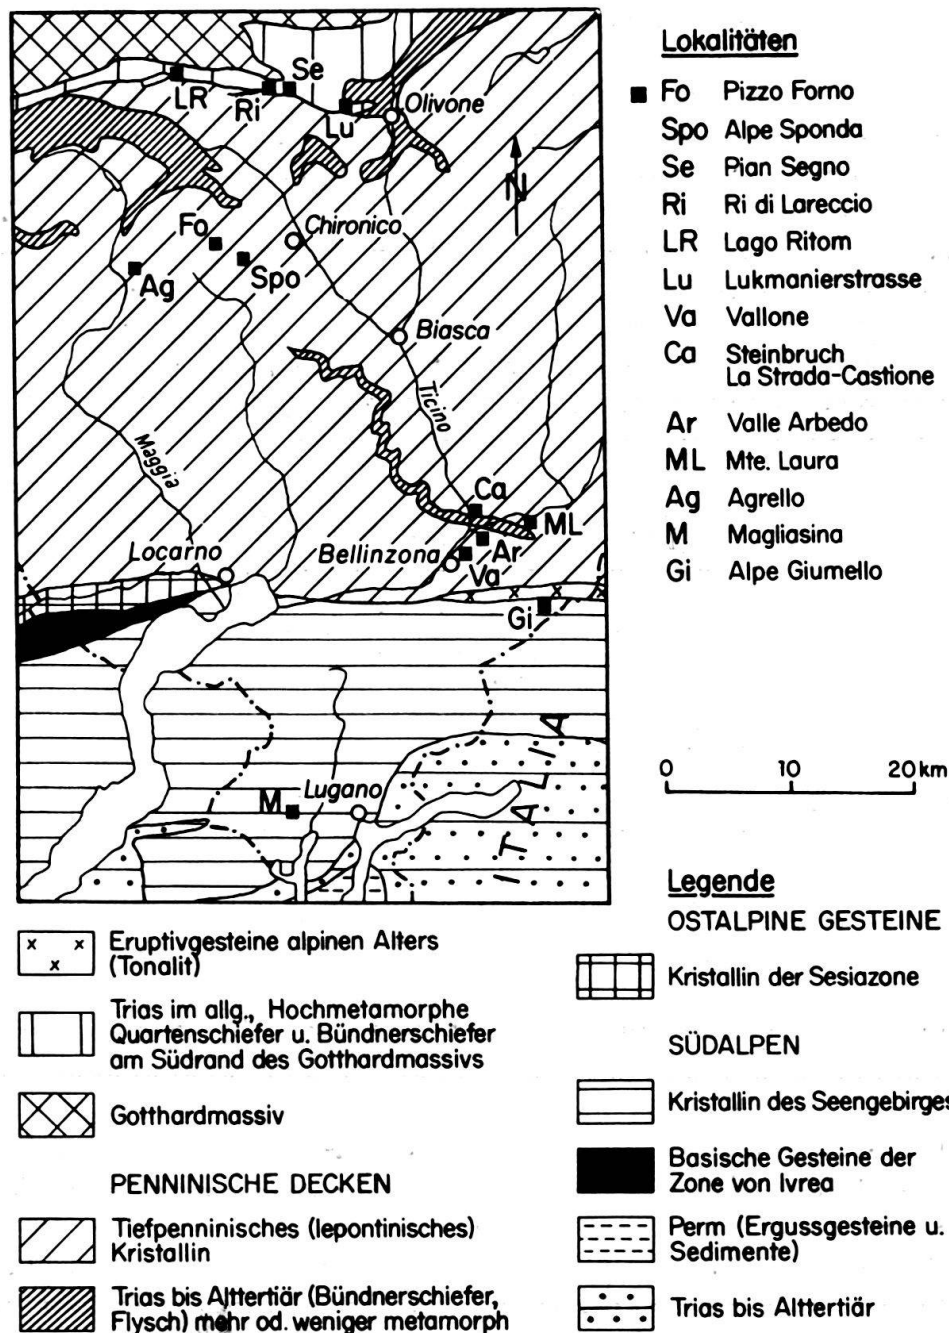 LR
Ri
Se
Lu
Olivone
N
Fo
Chironico
Ag
Spo
Biasca
Ticino
Maggia
Ca
ML
Locarno
Bellinzona
Ar
Va
Gi
ITALIA
M
Lugano
Lokalitäten
Fo Pizzo Forno
Spo Alpe Sponda
Se Pian Segno
Ri Ri di Lareccio
LR Lago Ritom
Lu Lukmanierstrasse
Va Vallone
Ca Steinbruch
La Strada-Castione
Ar Valle Arbedo
ML Mte. Laura
Ag Agrello
M Magliasina
Gi Alpe Giumello
0 10 20 km
Legende
OSTALPINE GESTEINE
Kristallin der Sesiazone
SÜDALPEN
Kristallin des Seengebirges
Basische Gesteine der
Zone von Ivrea
Perm (Ergussgesteine u.
Sedimente)
Trias bis Alttertiär
Eruptivgesteine alpinen Alters
(Tonalit)
Trias im allg., Hochmetamorphe
Quartenschiefer u. Bündnerschiefer
am Südrand des Gotthardmassivs
Gotthardmassiv
PENNINISCHE DECKEN
Tiefpenninisches (lepontinisches)
Kristallin
Trias bis Alttertiär (Bündnerschiefer,
Flysch) mehr od. weniger metamorph